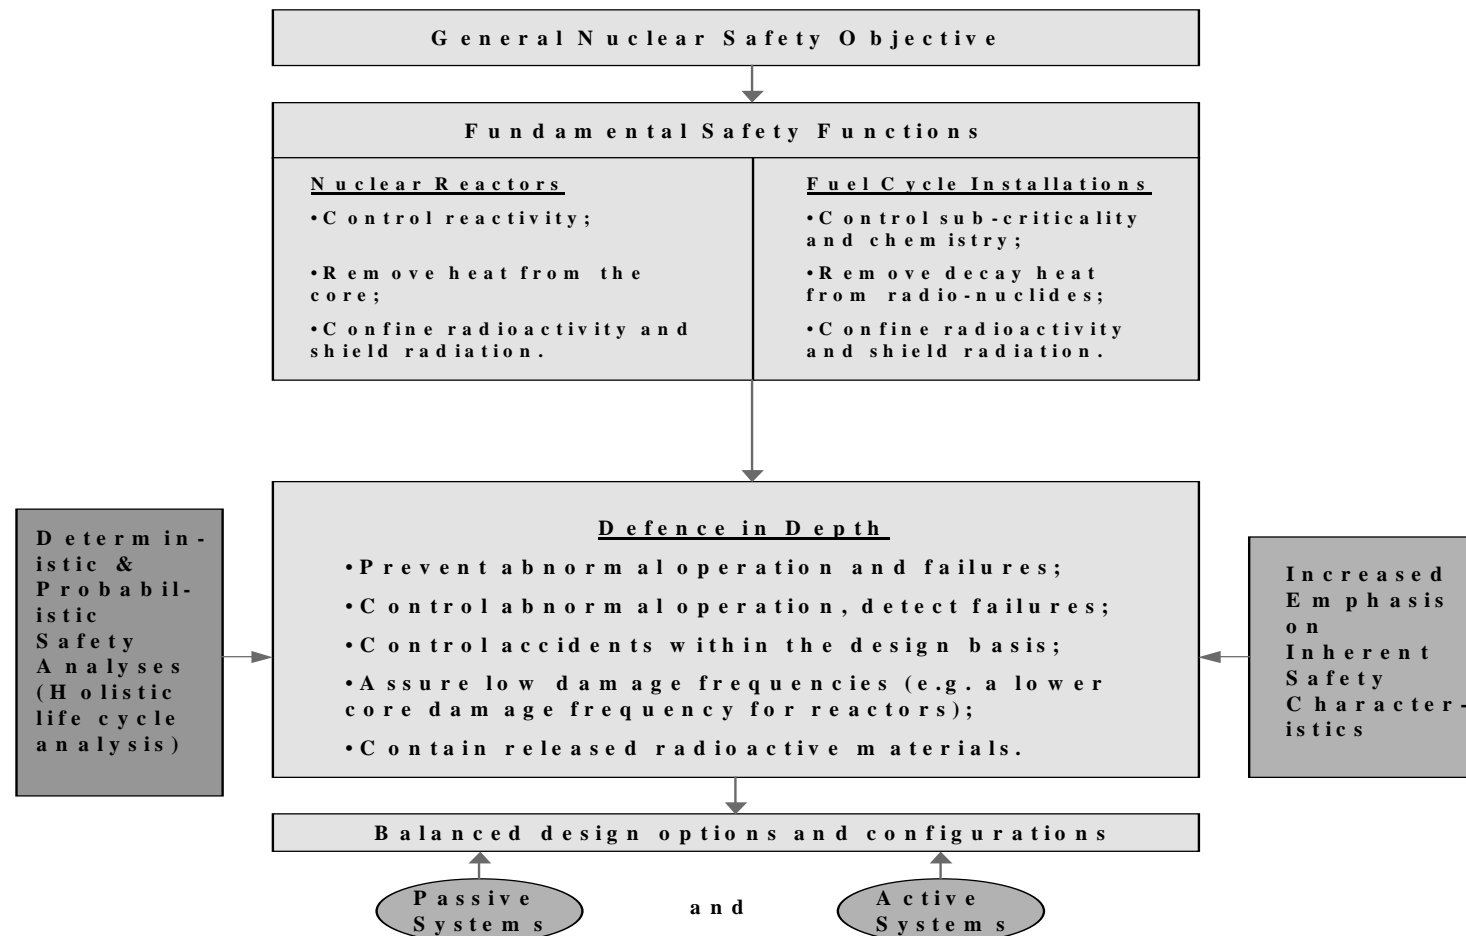 General Nuclear Safety Objective
Fundamental Safety Functions
Nuclear Reactors
•Control reactivity;
•Remove heat from the
core;
•Confine radioactivity and
shield radiation.
Fuel Cycle Installations
•Control sub-criticality
and chemistry;
•Remove decay heat
from radio-nuclides;
•Confine radioactivity
and shield radiation.
Determin-
istic &
Probabil-
istic
Safety
Analyses
(Holistic
life cycle
analysis)
Defence in Depth
•Prevent abnormal operation and failures;
•Control abnormal operation, detect failures;
•Control accidents within the design basis;
•Assure low damage frequencies (e.g. a lower
core damage frequency for reactors);
•Contain released radioactive materials.
Increased
Emphasis
on
Inherent
Safety
Character-
istics
Balanced design options and configurations
Passive
Systems
and
Active
Systems